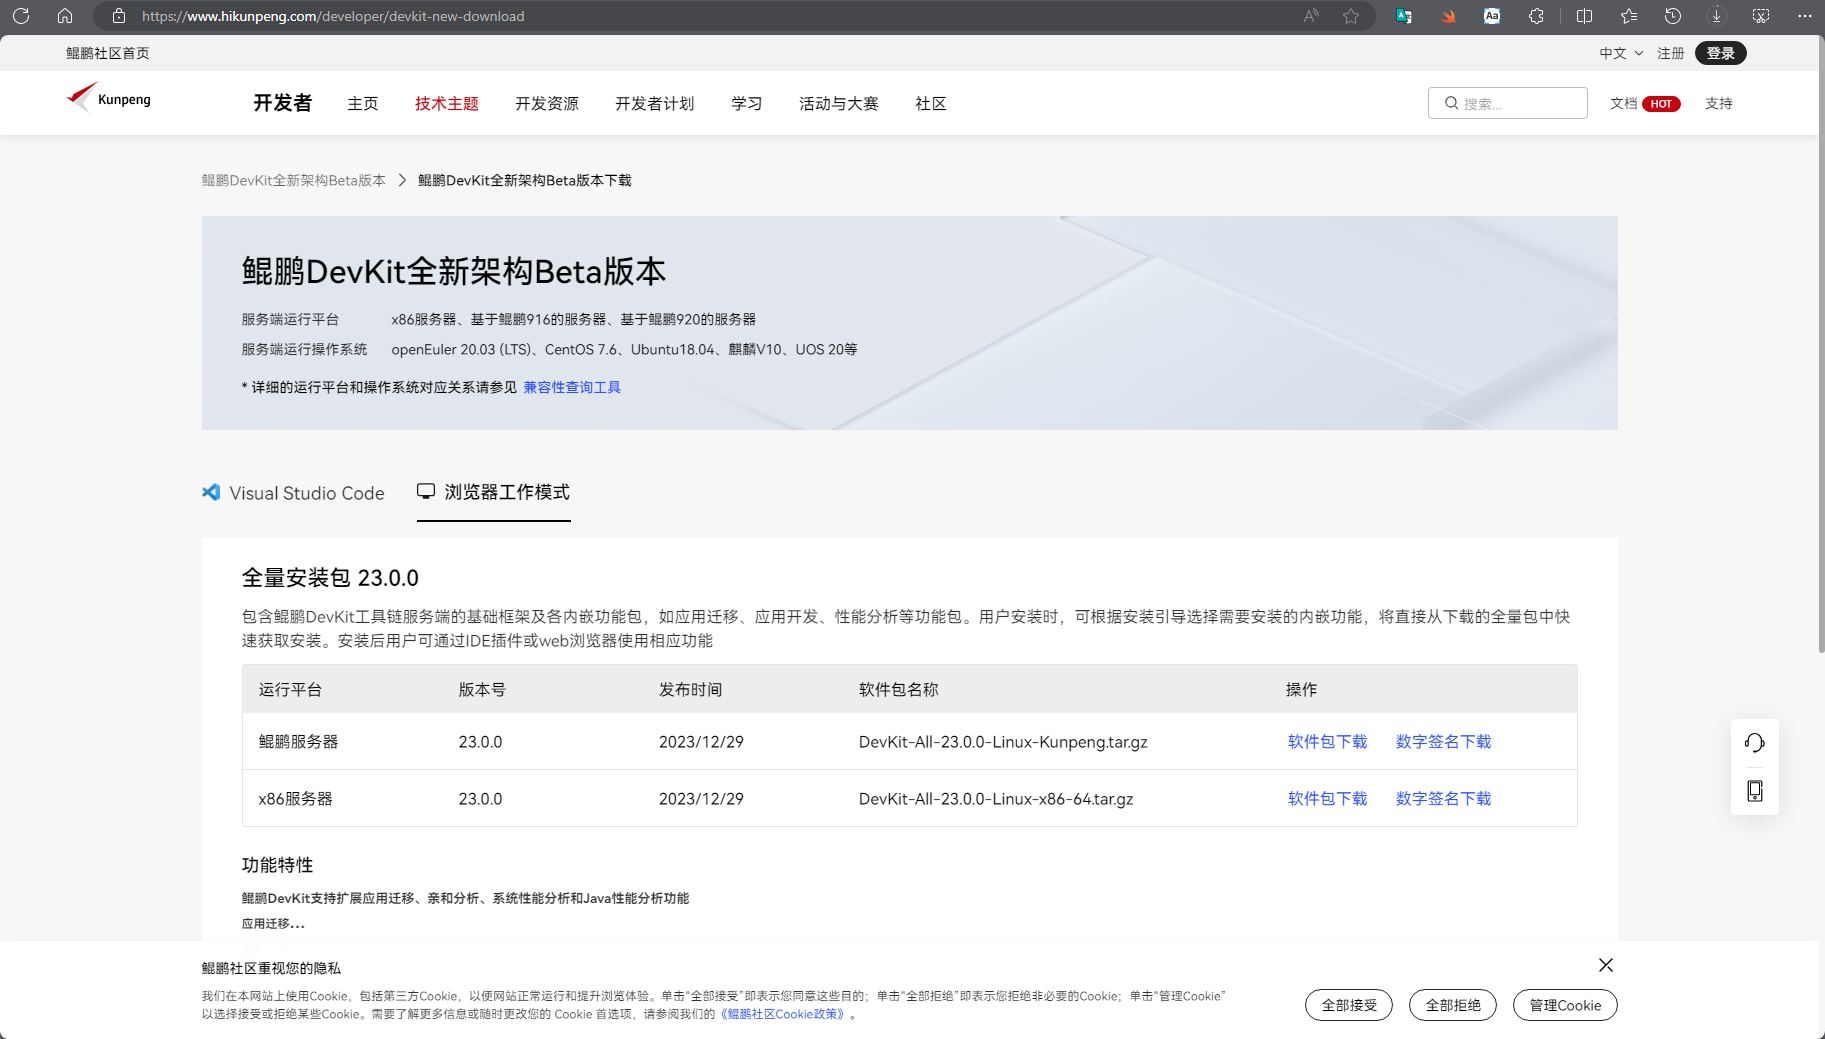 https://www.hikunpeng.com/developer/devkit-new-download
鲲鹏社区首页
中文 注册 登录
Kunpeng
开发者 主页 技术主题 开发资源 开发者计划 学习 活动与大赛 社区
搜索...
文档 HOT 支持
鲲鹏DevKit全新架构Beta版本 > 鲲鹏DevKit全新架构Beta版本下载
鲲鹏DevKit全新架构Beta版本
服务端运行平台 x86服务器、基于鲲鹏916的服务器、基于鲲鹏920的服务器
服务端运行操作系统 openEuler 20.03 (LTS)、CentOS 7.6、Ubuntu18.04、麒麟V10、UOS 20等
* 详细的运行平台和操作系统对应关系请参见 兼容性查询工具
Visual Studio Code 浏览器工作模式
全量安装包 23.0.0
包含鲲鹏DevKit工具链服务端的基础框架及各内嵌功能包，如应用迁移、应用开发、性能分析等功能包。用户安装时，可根据安装引导选择需要安装的内嵌功能，将直接从下载的全量包中快
速获取安装。安装后用户可通过IDE插件或web浏览器使用相应功能
运行平台 版本号 发布时间 软件包名称 操作
鲲鹏服务器 23.0.0 2023/12/29 DevKit-All-23.0.0-Linux-Kunpeng.tar.gz 软件包下载 数字签名下载
x86服务器 23.0.0 2023/12/29 DevKit-All-23.0.0-Linux-x86-64.tar.gz 软件包下载 数字签名下载
功能特性
鲲鹏DevKit支持扩展应用迁移、亲和分析、系统性能分析和Java性能分析功能
应用迁移...
鲲鹏社区重视您的隐私
我们在本网站上使用Cookie，包括第三方Cookie，以便网站正常运行和提升浏览体验。单击“全部接受”即表示您同意这些目的；单击“全部拒绝”即表示您拒绝非必要的Cookie；单击“管理Cookie”
以选择接受或拒绝某些Cookie。需要了解更多信息或随时更改您的 Cookie 首选项，请参阅我们的《鲲鹏社区Cookie政策》。
全部接受 全部拒绝 管理Cookie